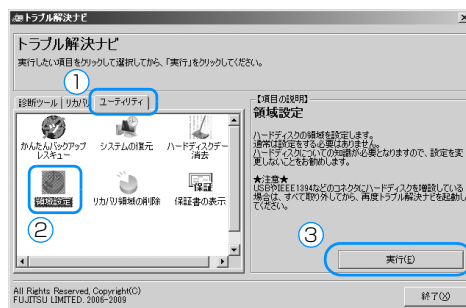 トラブル解決ナビ
トラブル解決ナビ
実行したい項目をクリックして選択してから、「実行」をクリックしてください。
①
診断ツール リカバリ ユーティリティ
かんたんバックアップレスキュー
システムの復元
ハードディスクデータ消去
領域設定
リカバリ領域の削除
保証書の表示
保証
②
【項目の説明】
領域設定
ハードディスクの領域を設定します。
通常は設定をする必要はありません。
ハードディスクについての知識が必要となりますので、設定を変
更しないことをお勧めします。
★注意★
USBやIEEE1394などのコネクタにハードディスクを増設している
場合は、すべて取り外してから、再度トラブル解決ナビを起動し
てください。
③
実行(E)
All Rights Reserved, Copyright(C)
FUJITSU LIMITED. 2006-2009
終了(X)